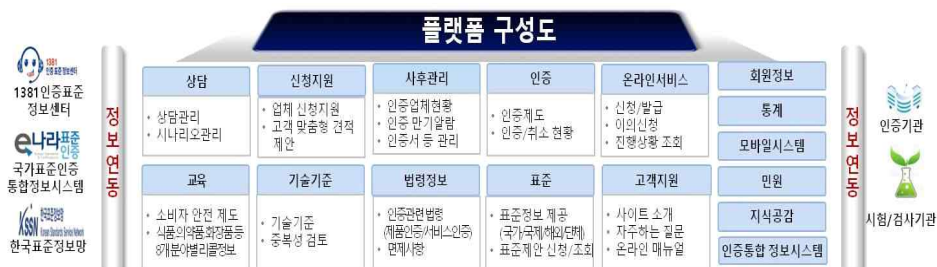 플랫폼 구성도
1381
인증표준 정보센터
1381인증표준
정보센터
e나라 표준
인증
국가표준인증
통합정보시스템
KSSN 한국표준정보망
Korean Standards Service Network
한국표준정보망
정보연동
상담
• 상담관리
• 시나리오관리
신청지원
• 업체 신청지원
• 고객 맞춤형 견적
제안
사후관리
• 인증업체현황
• 인증 만기알람
• 인증서 등 관리
인증
• 인증제도
• 인증/취소 현황
온라인서비스
• 신청/발급
• 이의신청
• 진행상황 조회
교육
• 소비자 안전 제도
• 식품,의약품,화장품등
8개분야별리콜정보
기술기준
• 기술기준
• 중복성 검토
법령정보
• 인증관련 법령
(제품인증/서비스인증)
• 면제사항
표준
• 표준정보 제공
(국가/국제/해외/단체)
• 표준제안 신청/조회
고객지원
• 사이트 소개
• 자주하는 질문
• 온라인 매뉴얼
회원정보
통계
모바일시스템
민원
지식공감
인증통합 정보시스템
정보연동
인증기관
시험/검사기관